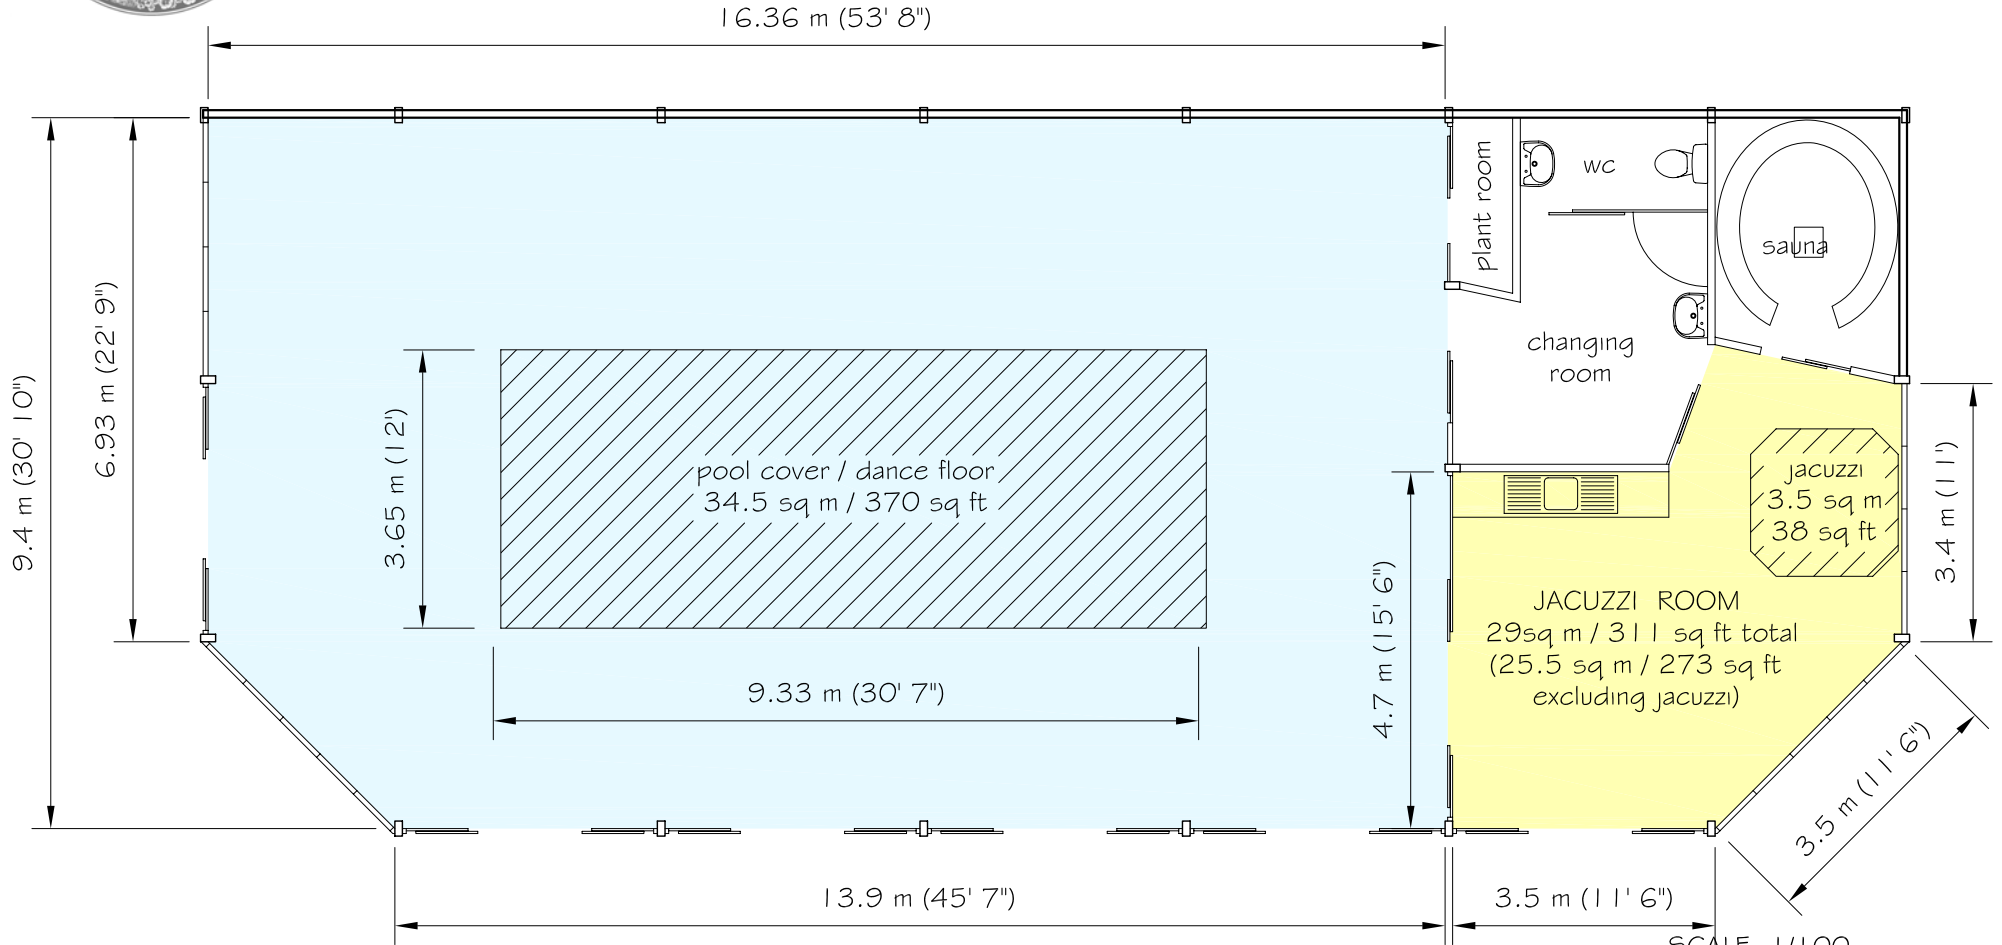 16.36 m (53' 8")
plant room
wc
sauna
changing
room
9.4 m (30' 10")
6.93 m (22' 9")
3.65 m (12')
pool cover / dance floor
34.5 sq m / 370 sq ft
9.33 m (30' 7")
4.7 m (15' 6")
jacuzzi
3.5 sq m
38 sq ft
3.4 m (11')
JACUZZI ROOM
29sq m / 311 sq ft total
(25.5 sq m / 273 sq ft
excluding jacuzzi)
3.5 m (11' 6")
13.9 m (45' 7")
3.5 m (11' 6")
SCALE 1/100